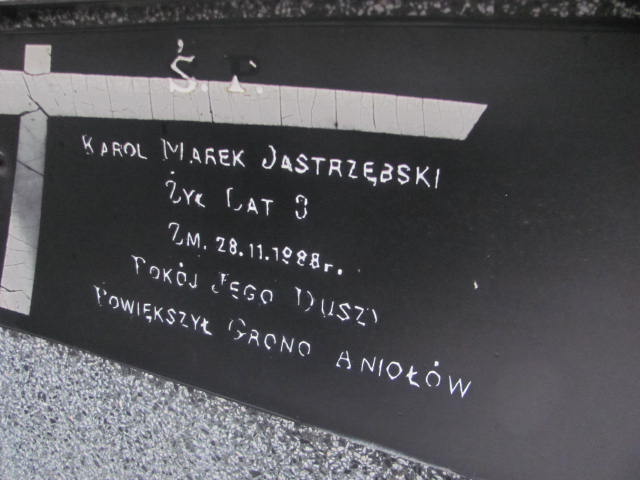 Ś. P.
KAROL MAREK JASTRZĘBSKI
ŻYŁ LAT 3
ZM. 28.11.1988r.
POKÓJ JEGO DUSZY
POWIĘKSZYŁ GRONO ANIOŁÓW